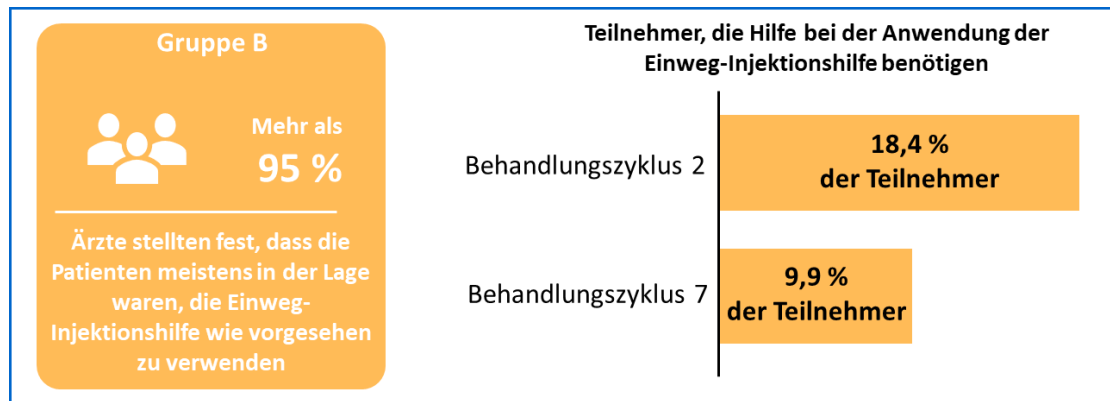 Gruppe B
Mehr als
95 %
Ärzte stellten fest, dass die
Patienten meistens in der Lage
waren, die Einweg-
Injektionshilfe wie vorgesehen
zu verwenden
Teilnehmer, die Hilfe bei der Anwendung der
Einweg-Injektionshilfe benötigen
Behandlungszyklus 2
18,4 %
der Teilnehmer
Behandlungszyklus 7
9,9 %
der Teilnehmer